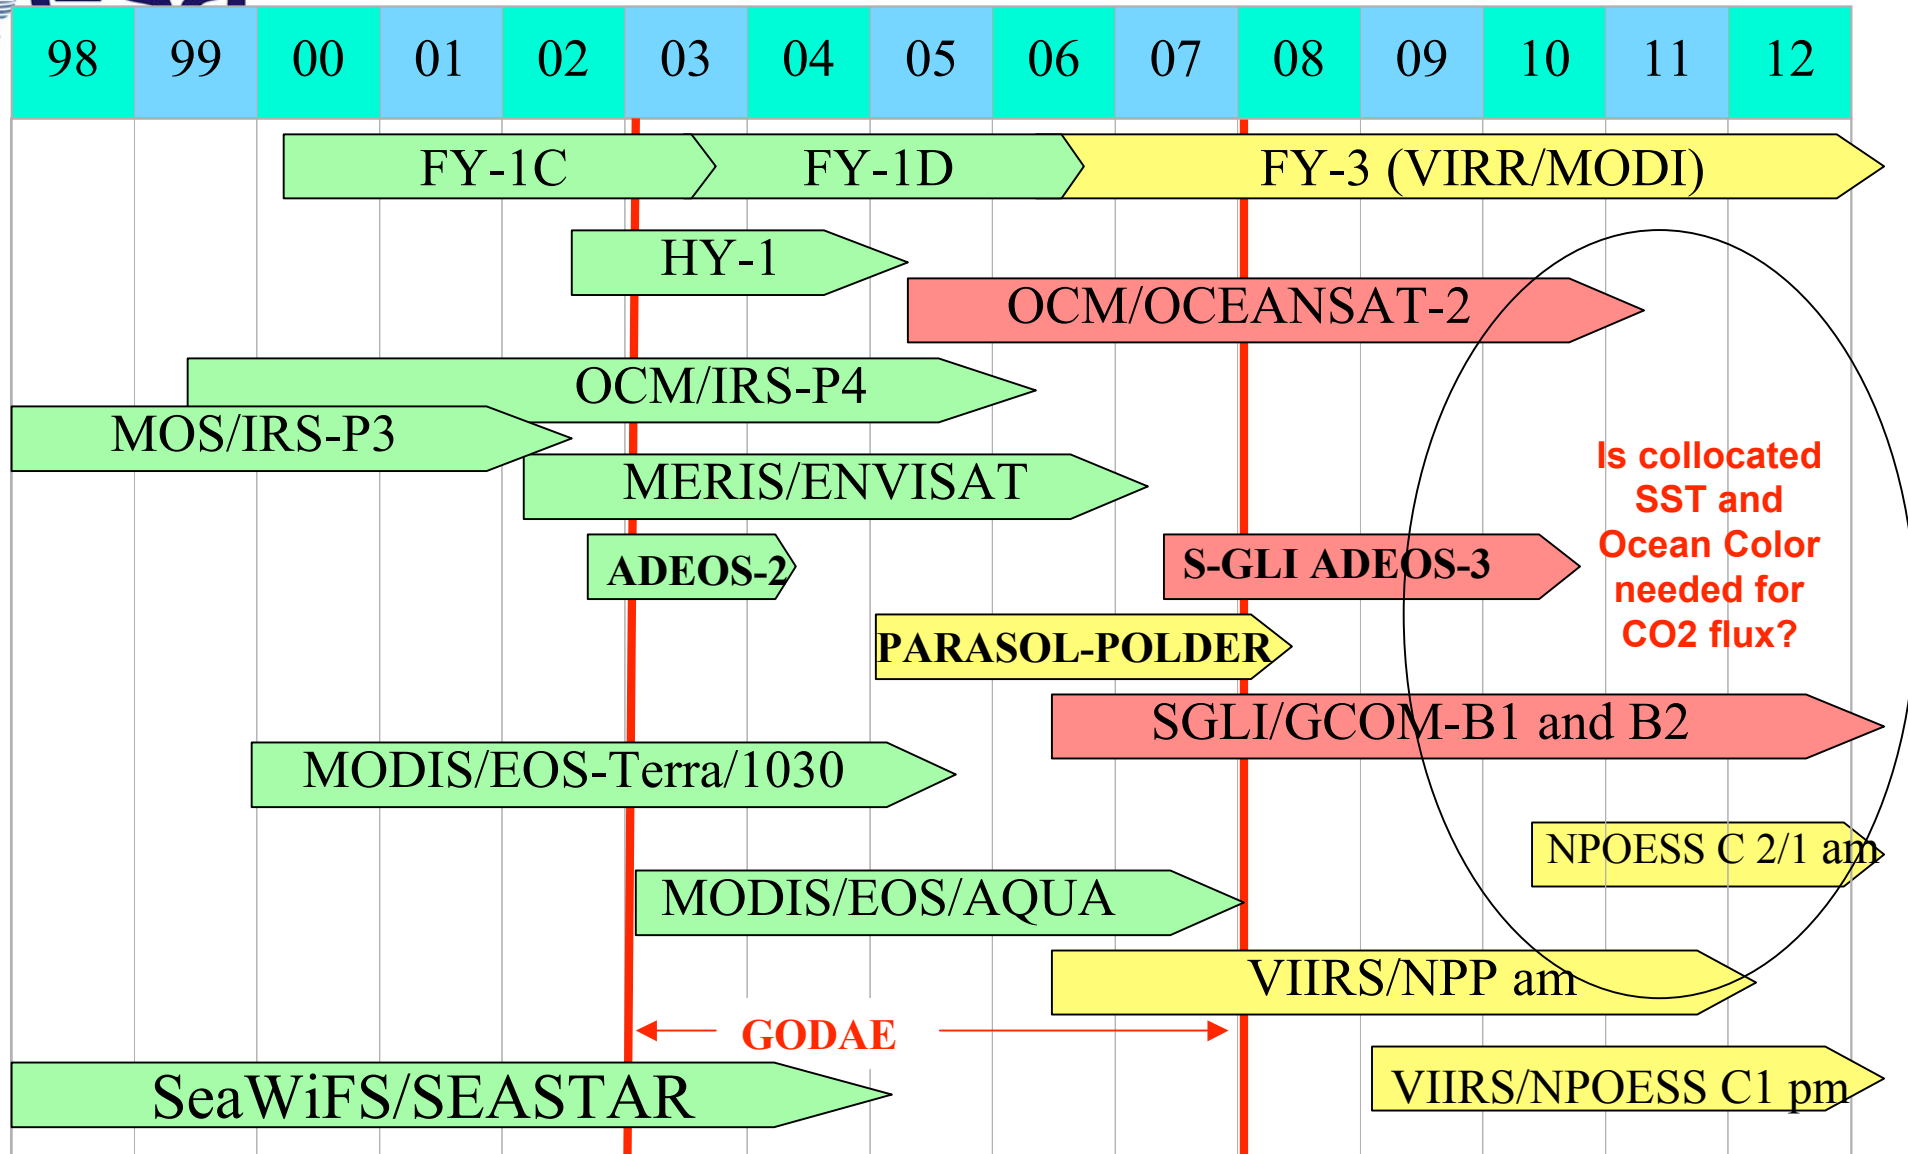 98 99 00 01 02 03 04 05 06 07 08 09 10 11 12
FY-1C FY-1D FY-3 (VIRR/MODI)
HY-1
OCM/OCEANSAT-2
OCM/IRS-P4
MOS/IRS-P3
MERIS/ENVISAT
Is collocated
SST and
Ocean Color
needed for
CO2 flux?
ADEOS-2
S-GLI ADEOS-3
PARASOL-POLDER
SGLI/GCOM-B1 and B2
MODIS/EOS-Terra/1030
NPOESS C 2/1 am
MODIS/EOS/AQUA
VIIRS/NPP am
GODAE
VIIRS/NPOESS C1 pm
SeaWiFS/SEASTAR